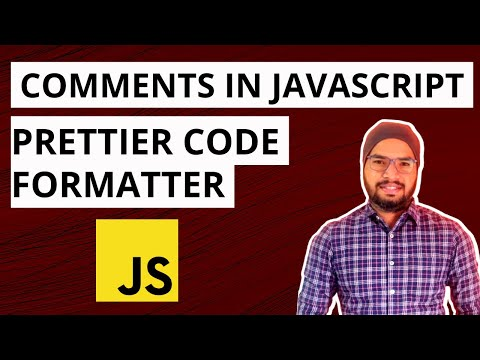 COMMENTS IN JAVASCRIPT
PRETTIER CODE
FORMATTER
JS